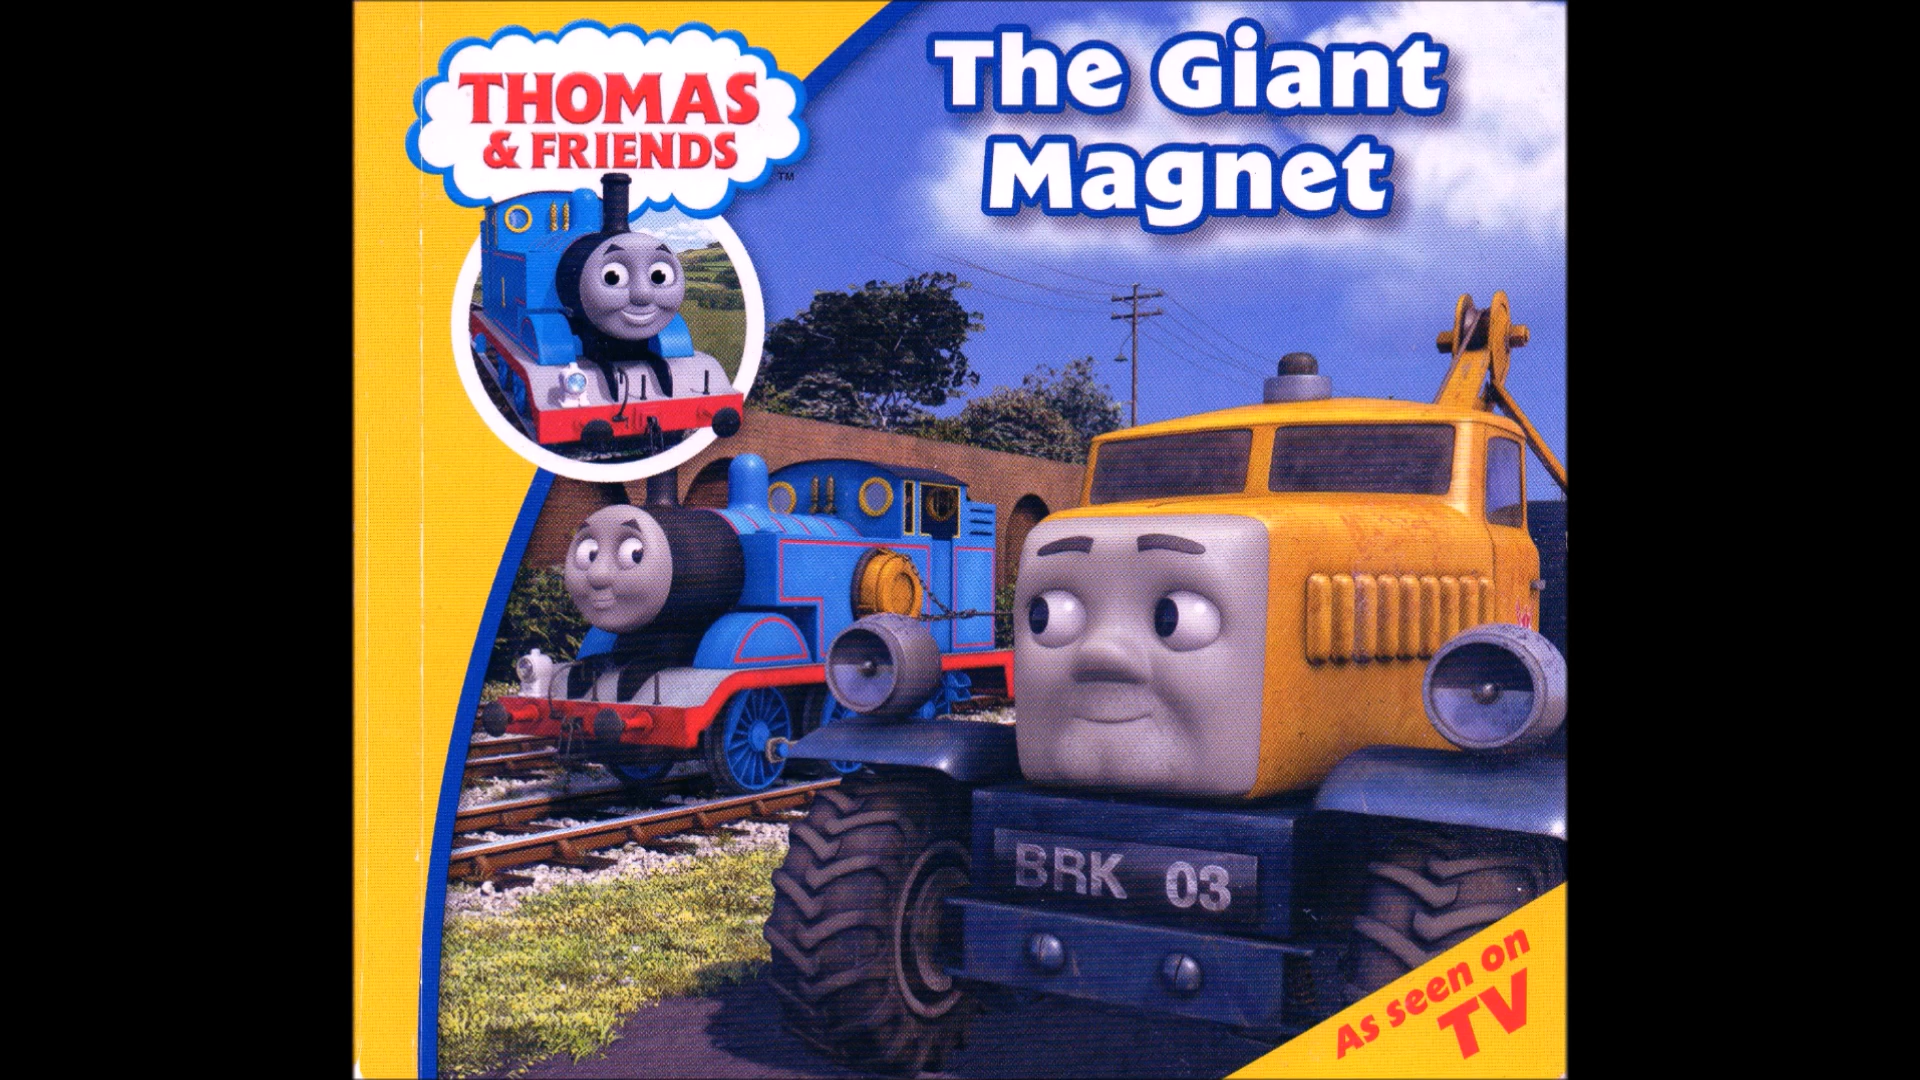 THOMAS
& FRIENDS
TM
The Giant
Magnet
BRK 03
As seen on
TV